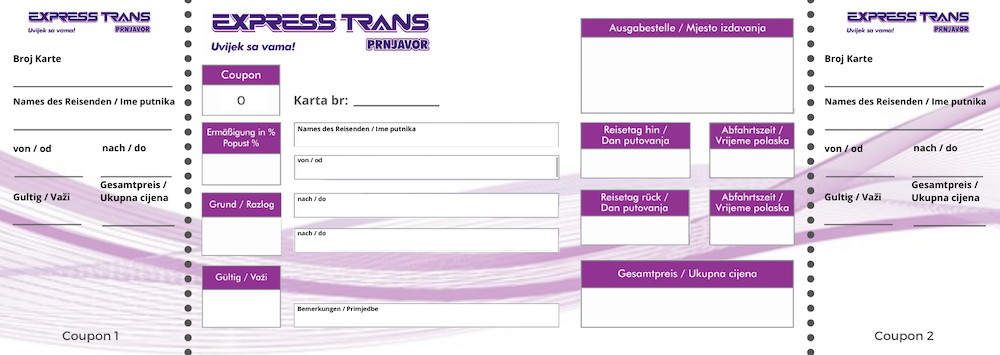 EXPRESS TRANS
Uvijek sa vama!
PRNJAVOR
Broj Karte
Names des Reisenden / Ime putnika
von / od
nach / do
Gultig / Važi
Gesamtpreis /
Ukupna cijena
Coupon 1
EXPRESS TRANS
Uvijek sa vama!
PRNJAVOR
Coupon
0
Karta br:
Ermäßigung in %
Popust %
Grund / Razlog
Gültig / Važi
Names des Reisenden / Ime putnika
von / od
nach / do
nach / do
Bemerkungen / Primjedbe
Ausgabestelle / Mjesto izdavanja
Reisetag hin /
Dan putovanja
Abfahrtszeit /
Vrijeme polaska
Reisetag rück /
Dan putovanja
Abfahrtszeit /
Vrijeme polaska
Gesamtpreis / Ukupna cijena
EXPRESS TRANS
Uvijek sa vama!
PRNJAVOR
Broj Karte
Names des Reisenden / Ime putnika
von / od
nach / do
Gultig / Važi
Gesamtpreis /
Ukupna cijena
Coupon 2